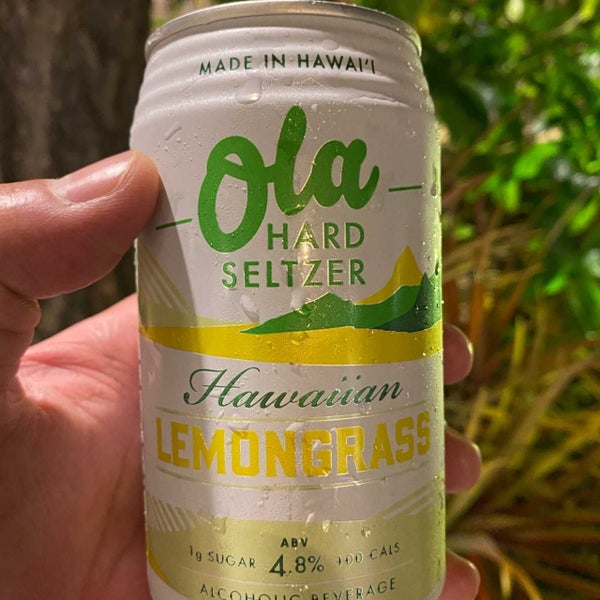 MADE IN HAWAI'I
Ola
HARD
SELTZER
Hawaiian
LEMONGRASS
ABV
1g SUGAR 4.8% 100 CALS
ALCOHOLIC BEVERAGE